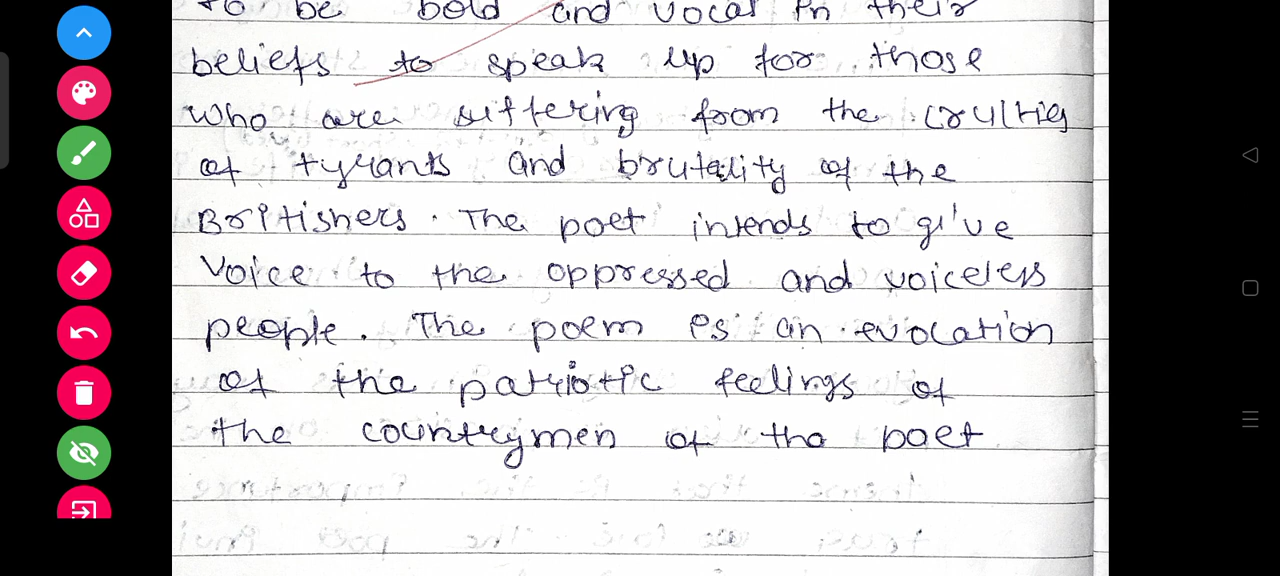 to be bold and vocal in their
beliefs to speak up for those
who are suffering from the crulties
of tyrants and brutality of the
Britishers. The poet intends to give
voice to the oppressed and voiceless
people. The poem is an evocation
of the patriotic feelings of
the countrymen of the poet